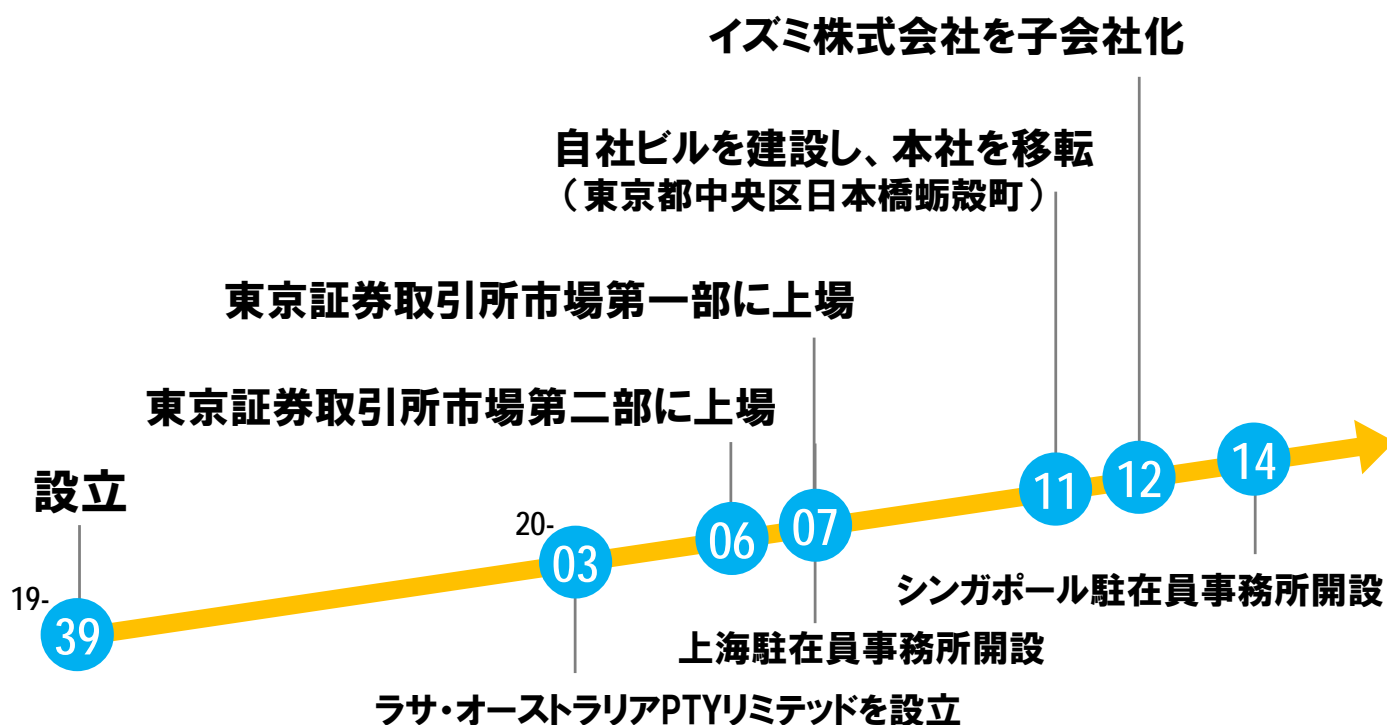 イズミ株式会社を子会社化
自社ビルを建設し、本社を移転
（東京都中央区日本橋蛎殻町）
東京証券取引所市場第一部に上場
東京証券取引所市場第二部に上場
設立
19-
39
20-
03
06
07
11
12
14
シンガポール駐在員事務所開設
上海駐在員事務所開設
ラサ・オーストラリアPTYリミテッドを設立